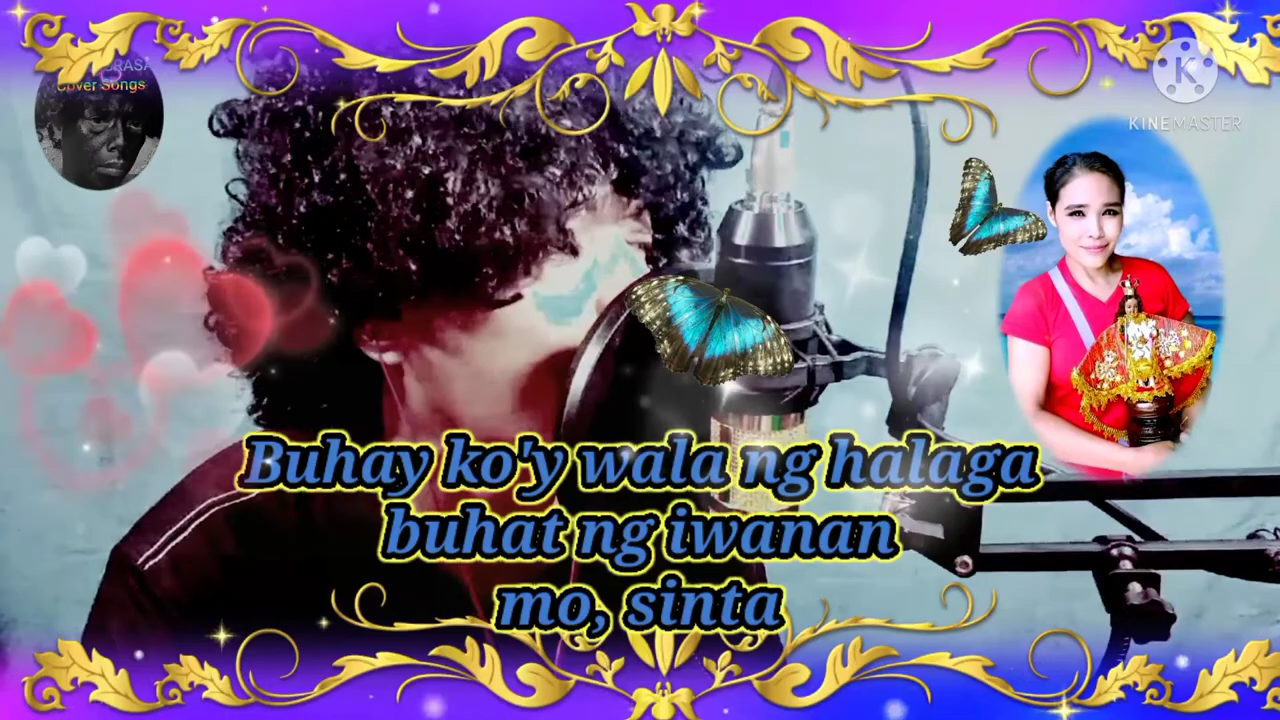 Cover Songs
KINEMASTER
Buhay ko'y wala ng halaga
buhat ng iwanan
mo, sinta